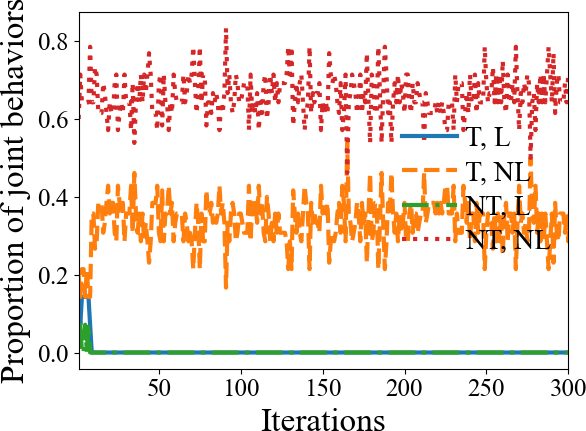 Proportion of joint behaviors
0.8
0.6
0.4
0.2
0.0
T, L
T, NL
NT, L
NT, NL
50 100 150 200 250 300
Iterations